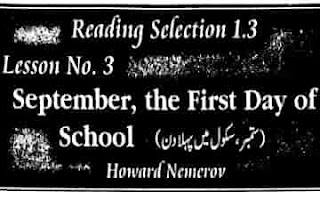 Reading Selection 1.3
Lesson No. 3
September, the First Day of
School (ستمبر، سکول میں پہلا دن)
Howard Nemerov